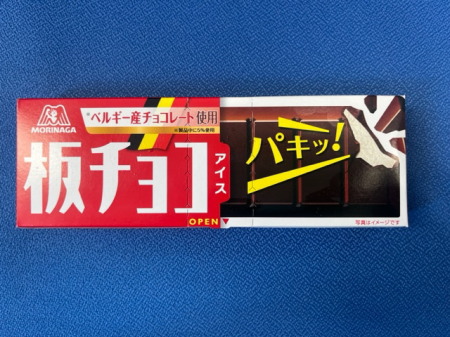 MORINAGA
*ベルギー産チョコレート使用
※製品中に5%使用
板チョコ
アイス
OPEN▼
パキッ!
写真はイメージです